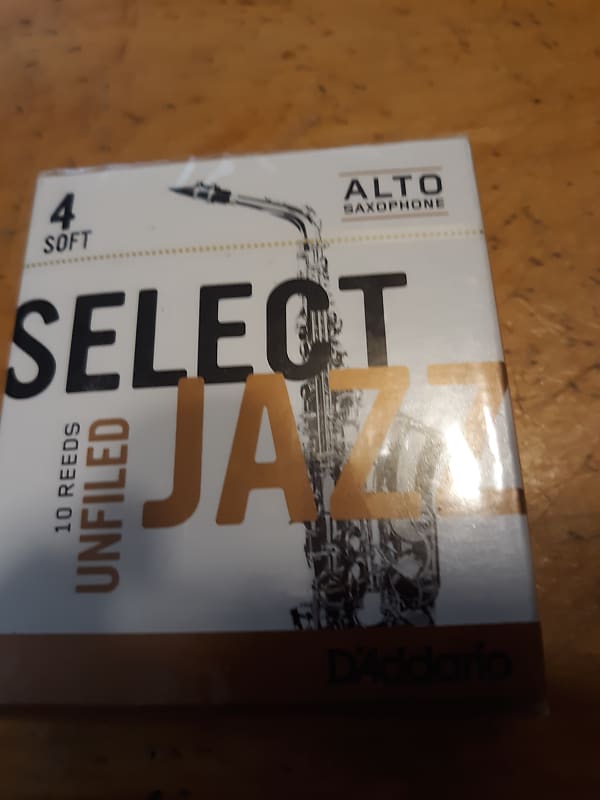 4
SOFT
ALTO
SAXOPHONE
SELECT
JAZZ
10 REEDS
UNFILED
D'Addario